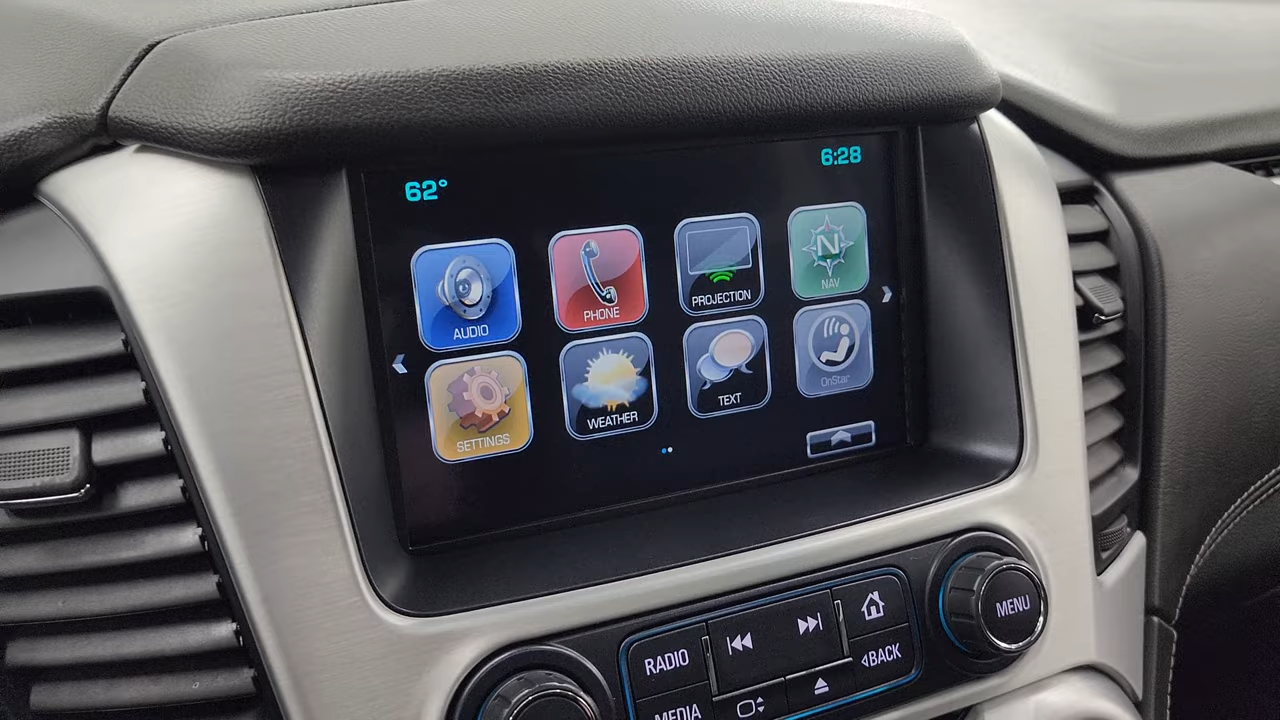 62°
6:28
AUDIO
PHONE
PROJECTION
N
NAV
SETTINGS
WEATHER
TEXT
OnStar
RADIO
MEDIA
BACK
MENU